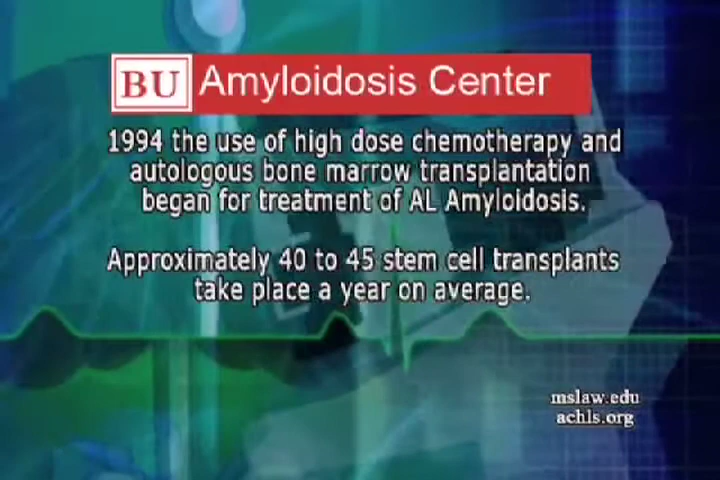 BU Amyloidosis Center
1994 the use of high dose chemotherapy and
autologous bone marrow transplantation
began for treatment of AL Amyloidosis.
Approximately 40 to 45 stem cell transplants
take place a year on average.
mslaw.edu
achls.org